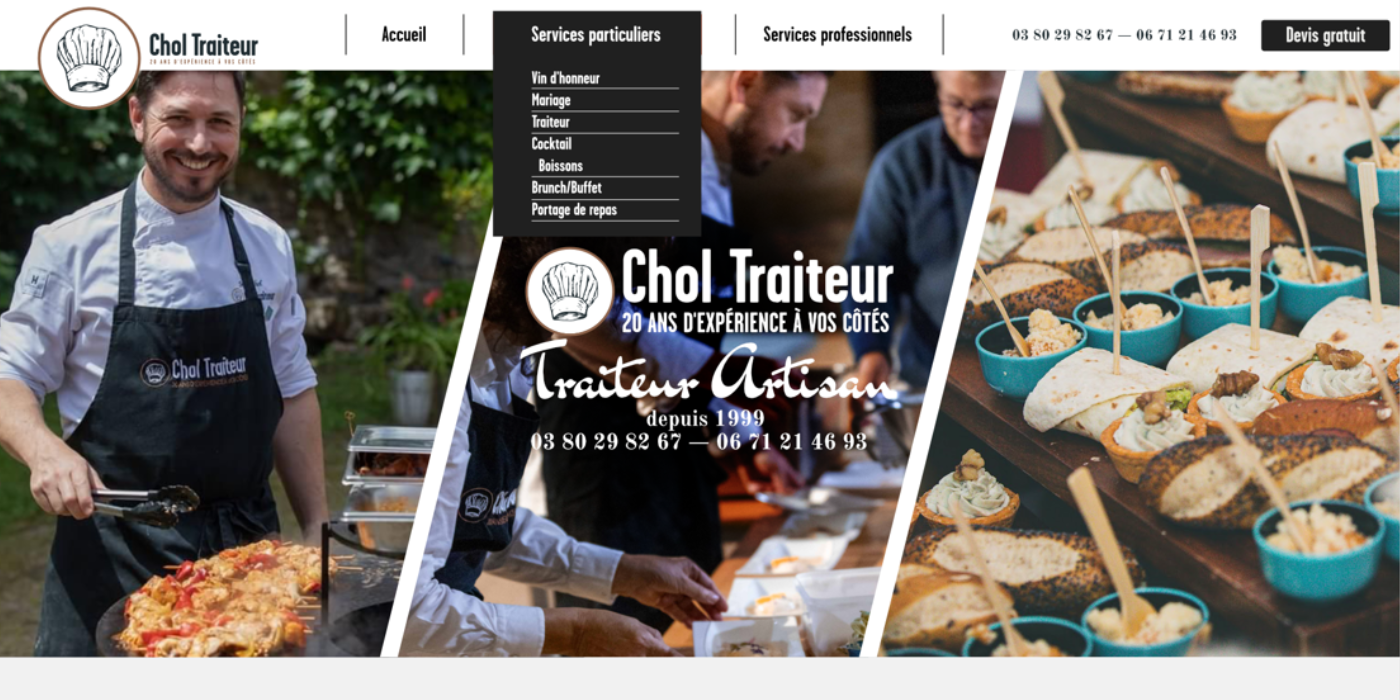 Chol Traiteur
20 ANS D'EXPÉRIENCE À VOS CÔTÉS
Accueil
Services particuliers
Services professionnels
03 80 29 82 67 — 06 71 21 46 93
Devis gratuit
Vin d'honneur
Mariage
Traiteur
Cocktail
Boissons
Brunch/Buffet
Portage de repas
Chol Traiteur
20 ANS D'EXPÉRIENCE À VOS CÔTÉS
Traiteur Artisan
depuis 1999
03 80 29 82 67 — 06 71 21 46 93
Chol Traiteur